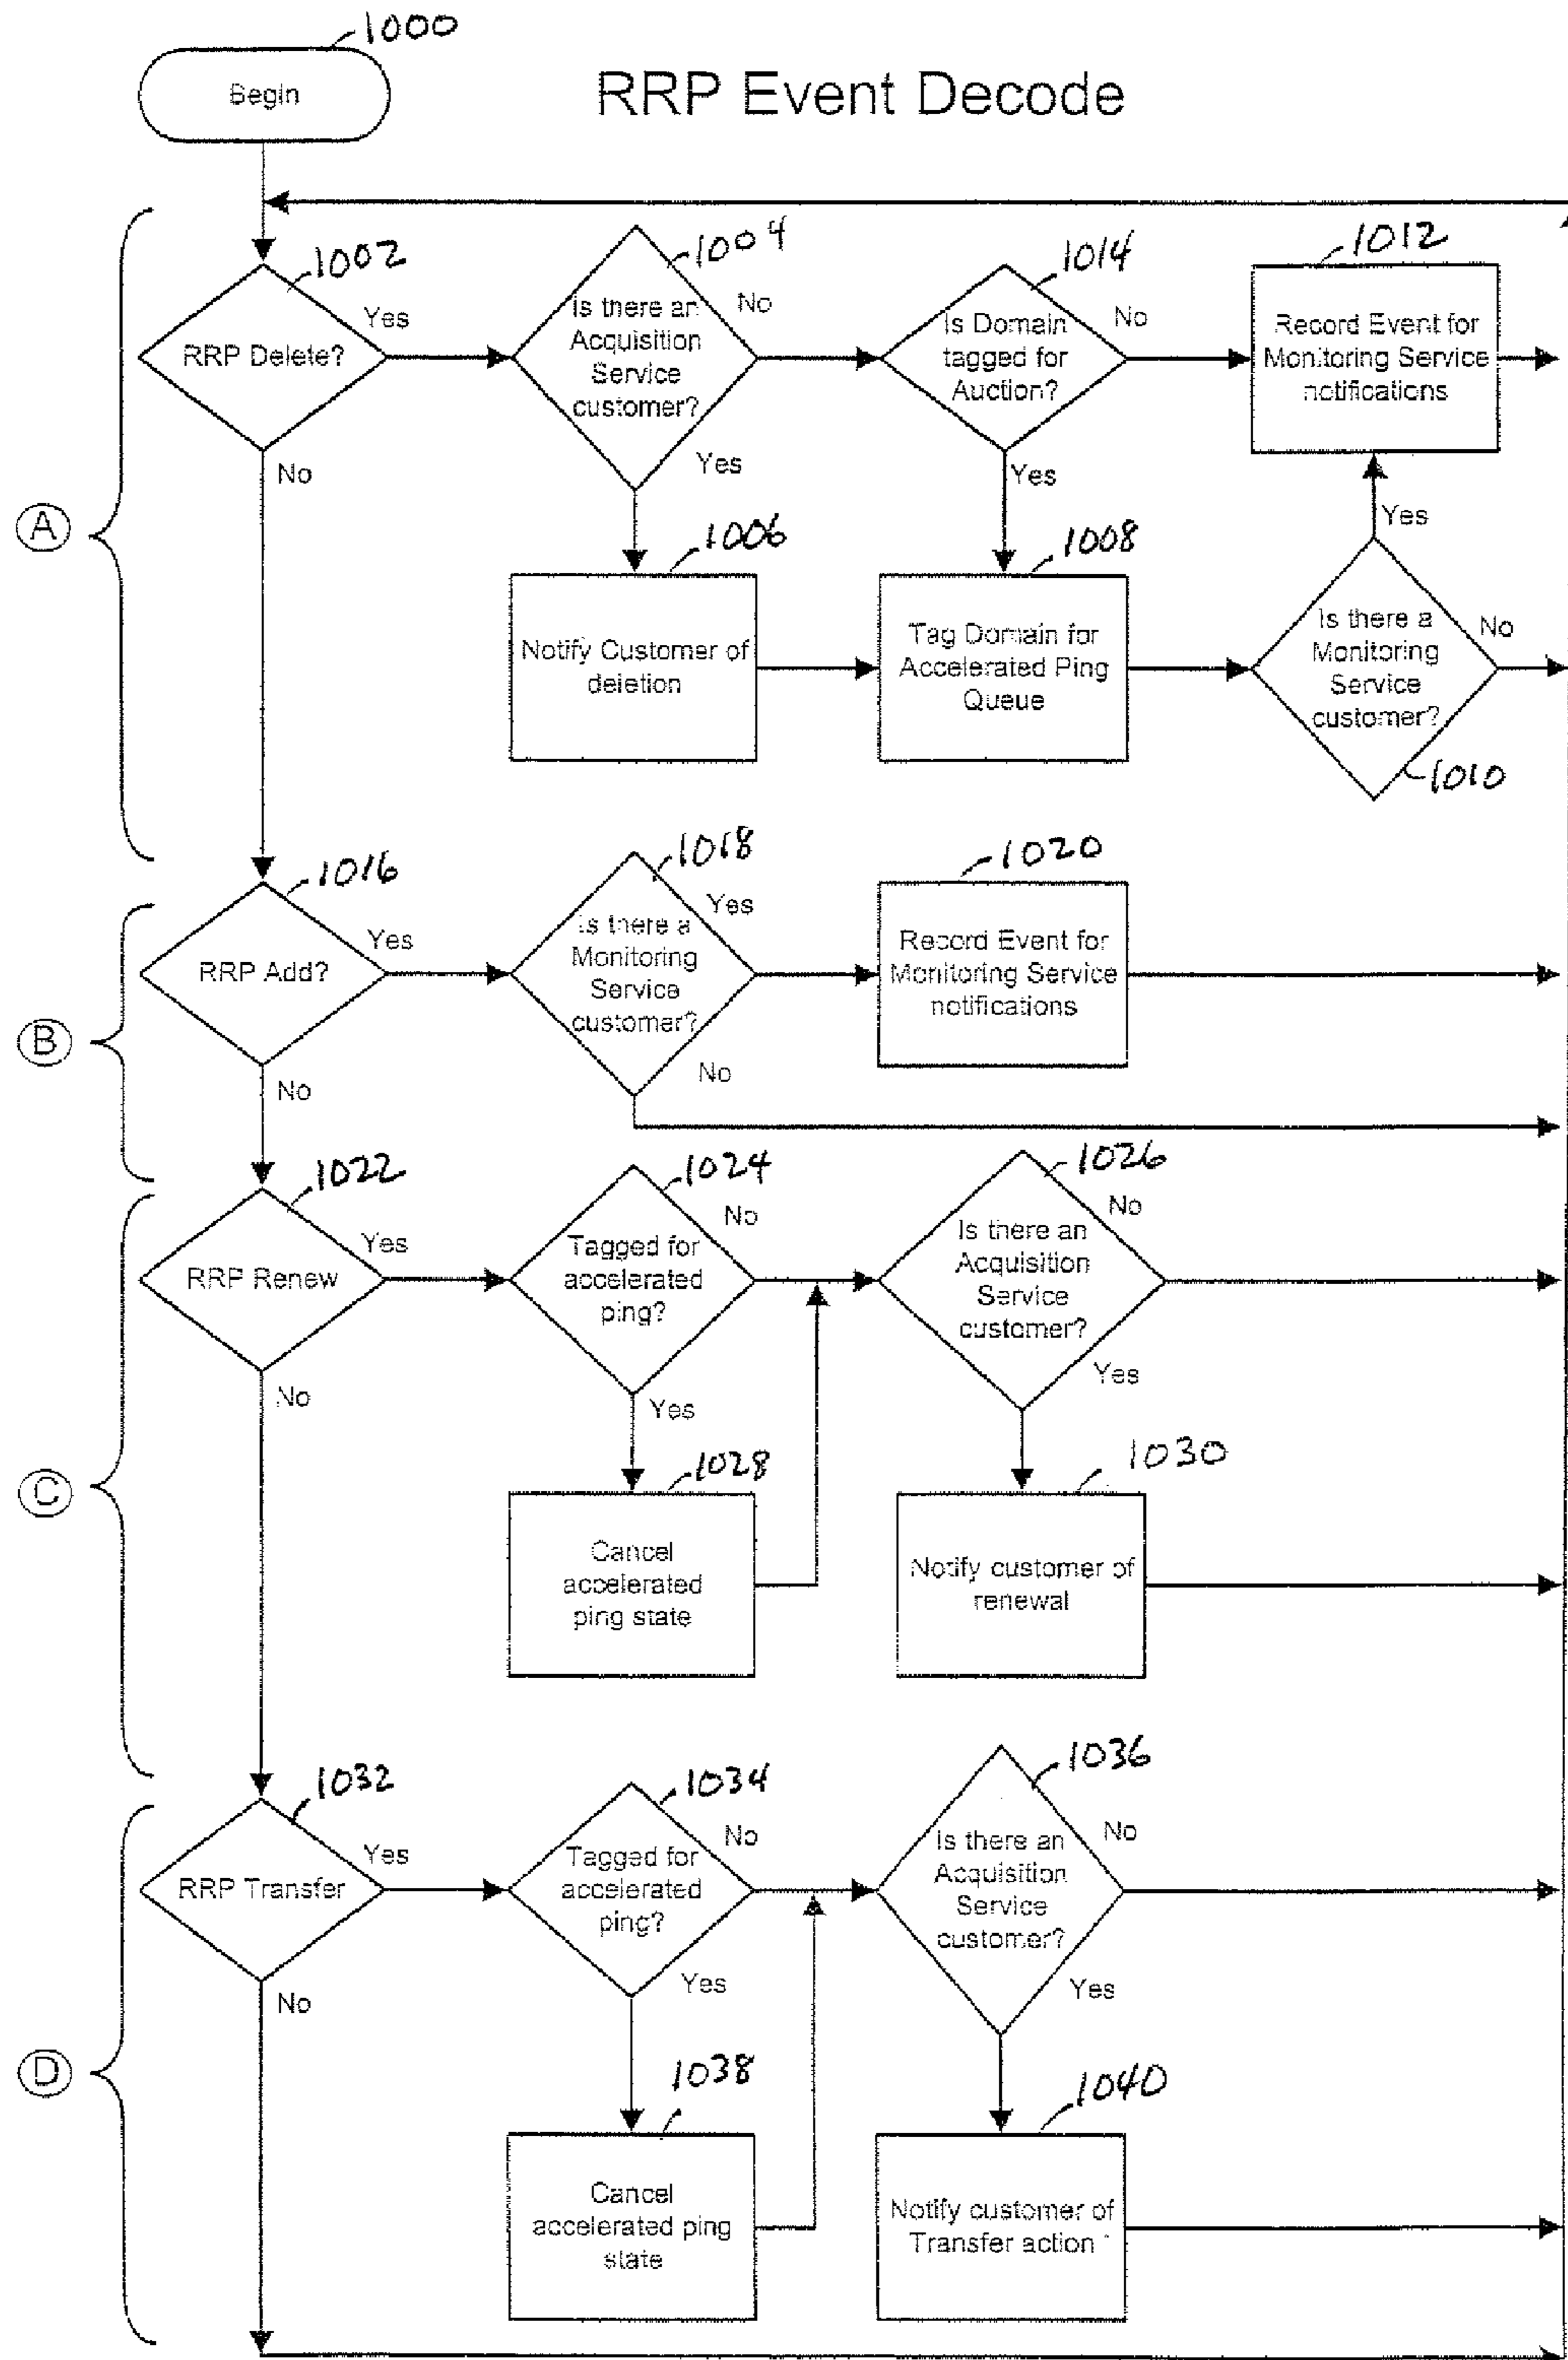 1000
Begin
RRP Event Decode
A
1002
RRP Delete?
Yes
No
1004
Is there an
Acquisition
Service
customer?
No
Yes
1014
Is Domain
tagged for
Auction?
No
Yes
1012
Record Event for
Monitoring Service
notifications
1006
Notify Customer of
deletion
1008
Tag Domain for
Accelerated Ping
Queue
Yes
Is there a
Monitoring
Service
customer?
No
1010
B
1016
RRP Add?
Yes
No
1018
Is there a
Monitoring
Service
customer?
Yes
No
1020
Record Event for
Monitoring Service
notifications
C
1022
RRP Renew
Yes
No
1024
Tagged for
accelerated
ping?
No
Yes
1026
Is there an
Acquisition
Service
customer?
No
Yes
1028
Cancel
accelerated
ping state
1030
Notify customer of
renewal
D
1032
RRP Transfer
Yes
No
1034
Tagged for
accelerated
ping?
No
Yes
1036
Is there an
Acquisition
Service
customer?
No
Yes
1038
Cancel
accelerated ping
state
1040
Notify customer of
Transfer action